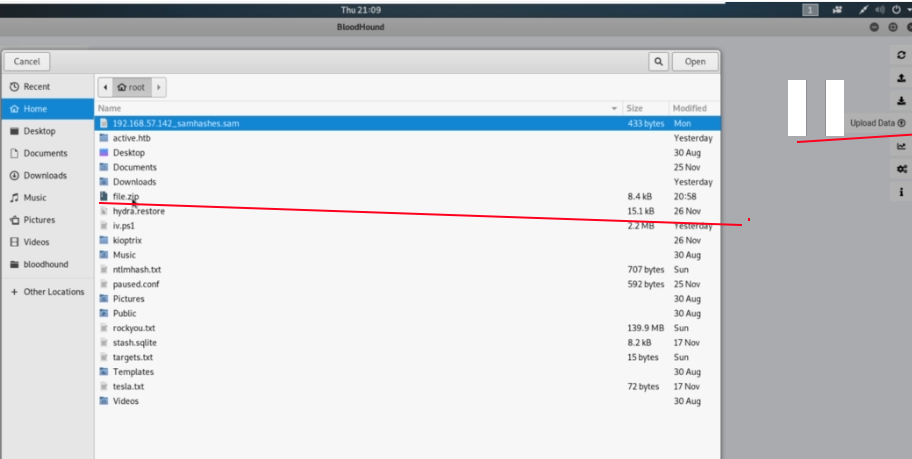 Thu 21:09
1
BloodHound
Cancel
Open
Recent
Home
Desktop
Documents
Downloads
Music
Pictures
Videos
bloodhound
+ Other Locations
root
Name Size Modified
192.168.57.142_samhashes.sam 433 bytes Mon
active.htb Yesterday
Desktop 30 Aug
Documents 25 Nov
Downloads Yesterday
file.zip 8.4 kB 20:58
hydra.restore 15.1 kB 26 Nov
iv.ps1 2.2 MB Yesterday
kioptrix 26 Nov
Music 30 Aug
ntlmhash.txt 707 bytes Sun
paused.conf 592 bytes 25 Nov
Pictures 30 Aug
Public 30 Aug
rockyou.txt 139.9 MB Sun
stash.sqlite 8.2 kB 17 Nov
targets.txt 15 bytes Sun
Templates 30 Aug
tesla.txt 72 bytes 17 Nov
Videos 30 Aug
Upload Data